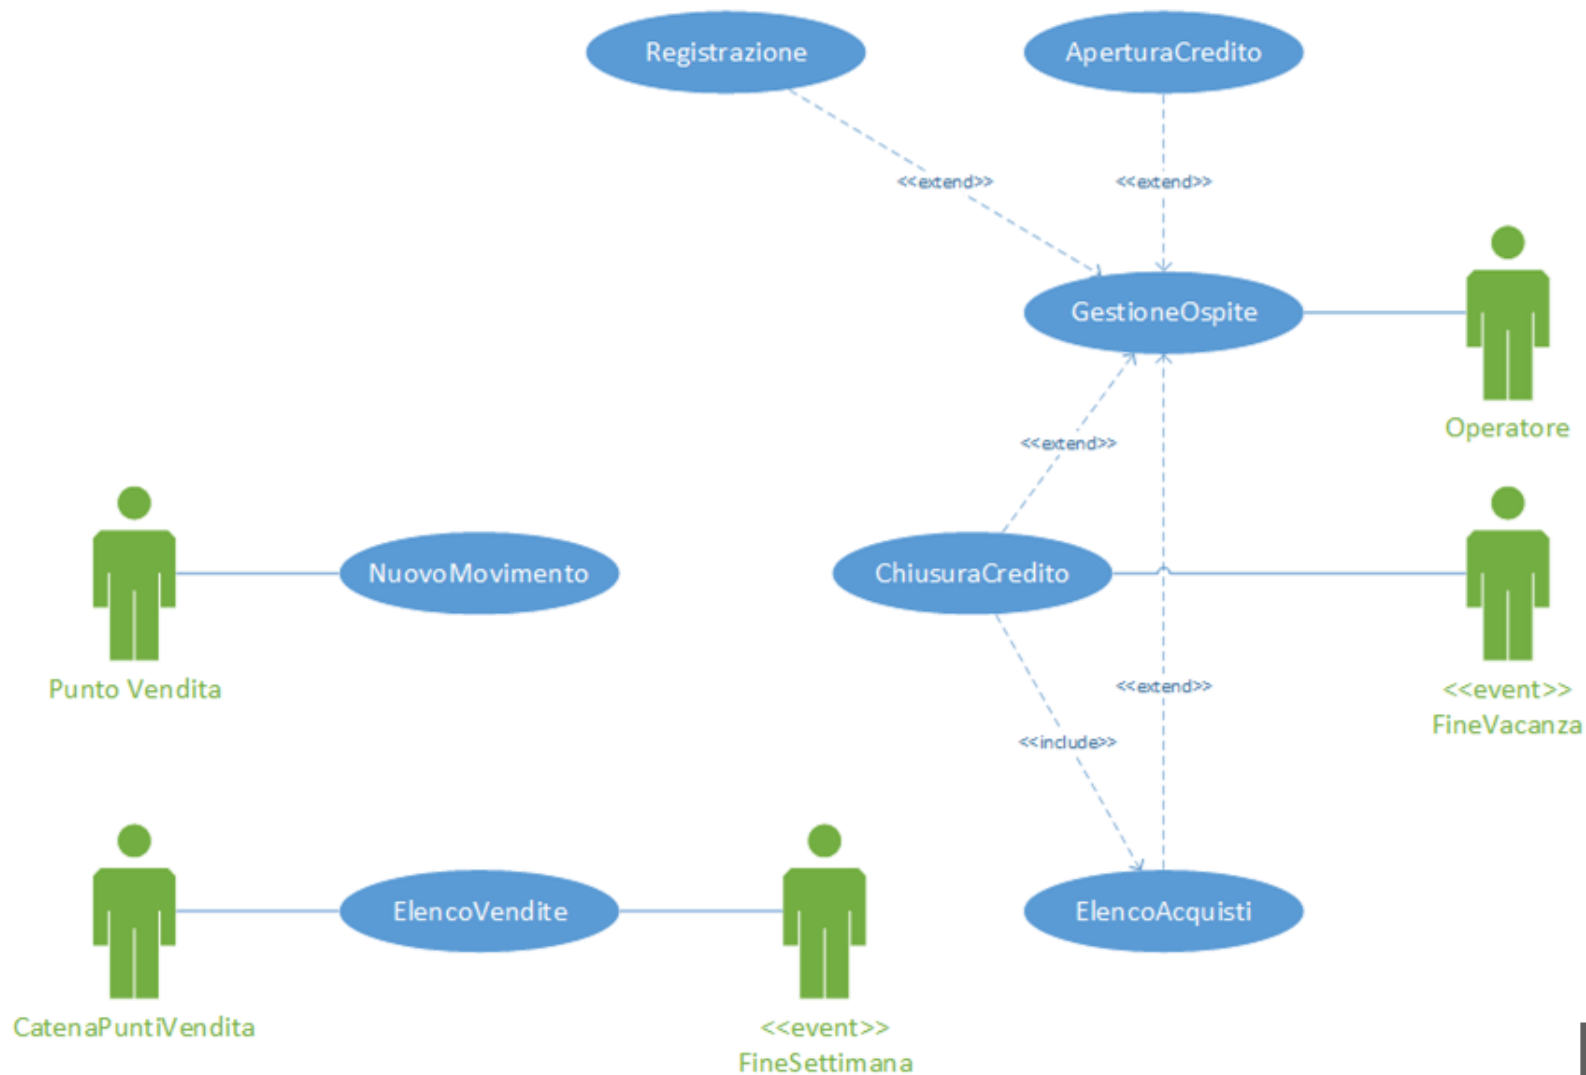 Registrazione
AperturaCredito
<<extend>>
<<extend>>
GestioneOspite
Operatore
<<extend>>
NuovoMovimento
ChiusuraCredito
Punto Vendita
<<extend>>
<<event>>
FineVacanza
<<include>>
ElencoVendite
ElencoAcquisti
CatenaPuntiVendita
<<event>>
FineSettimana